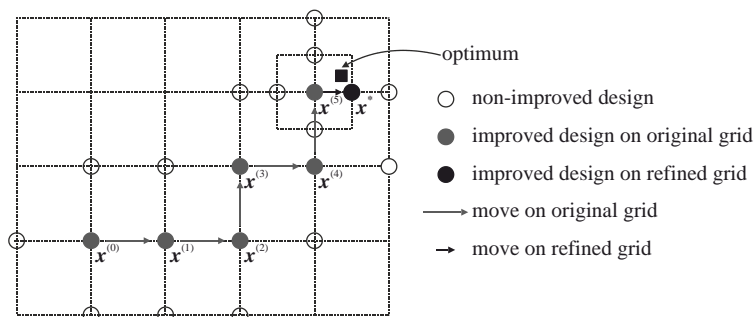 optimum
non-improved design
improved design on original grid
improved design on refined grid
move on original grid
move on refined grid
x(5) x*
x(3) x(4)
x(0) x(1) x(2)